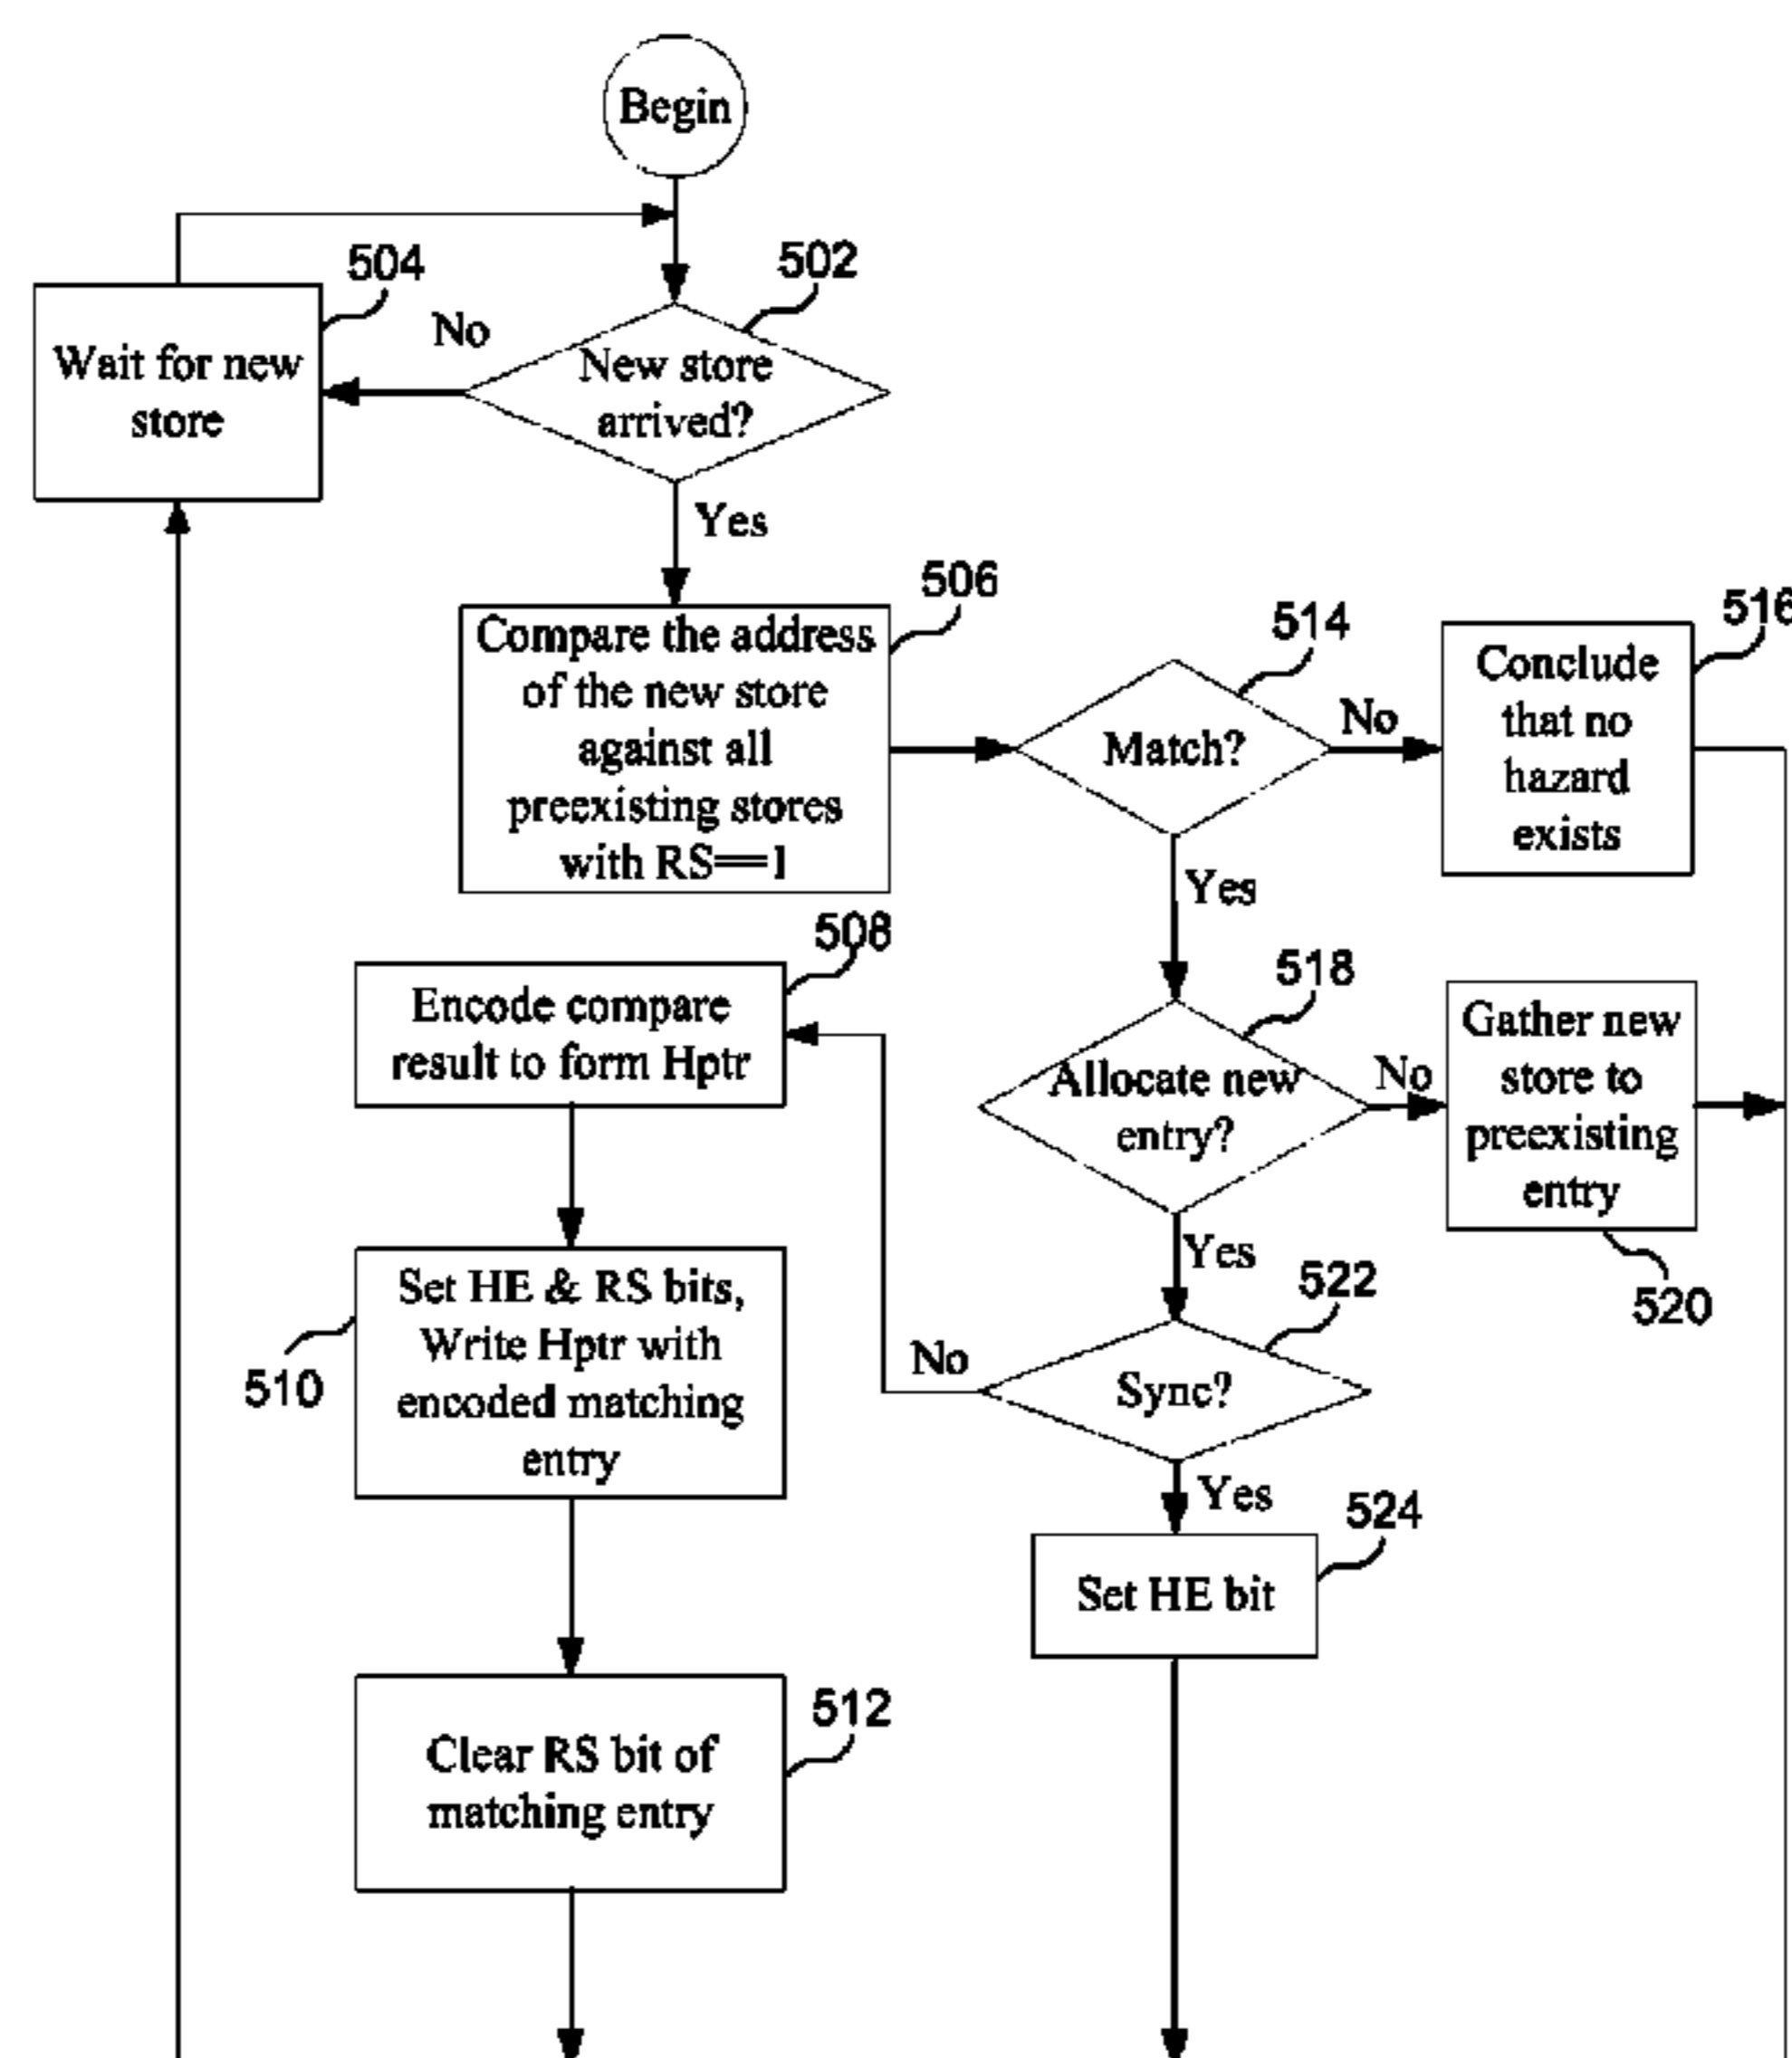 Begin
504
502
Wait for new
store
No
New store
arrived?
Yes
506
Compare the address
of the new store
against all
preexisting stores
with RS==1
514
Match?
No
516
Conclude
that no
hazard
exists
Yes
508
Encode compare
result to form Hptr
518
Allocate new
entry?
No
Gather new
store to
preexisting
entry
520
Yes
522
Sync?
No
510
Set HE & RS bits,
Write Hptr with
encoded matching
entry
Yes
524
Set HE bit
512
Clear RS bit of
matching entry